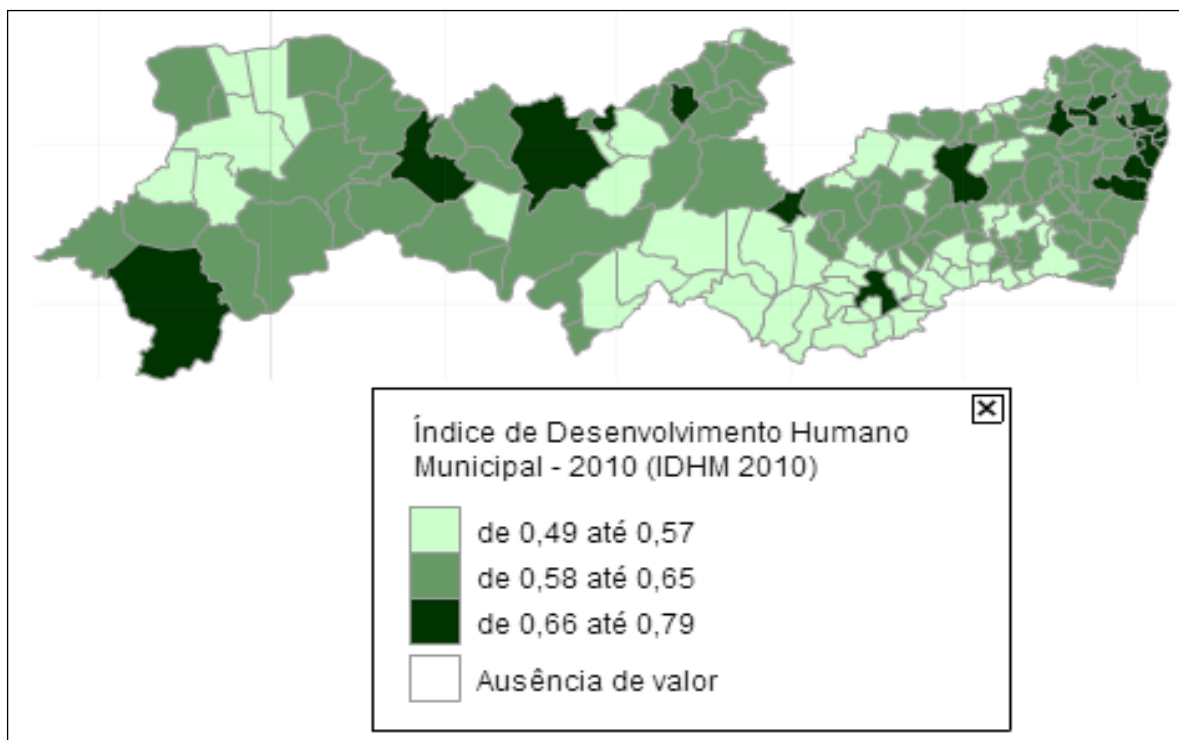 Índice de Desenvolvimento Humano
Municipal - 2010 (IDHM 2010)
de 0,49 até 0,57
de 0,58 até 0,65
de 0,66 até 0,79
Ausência de valor